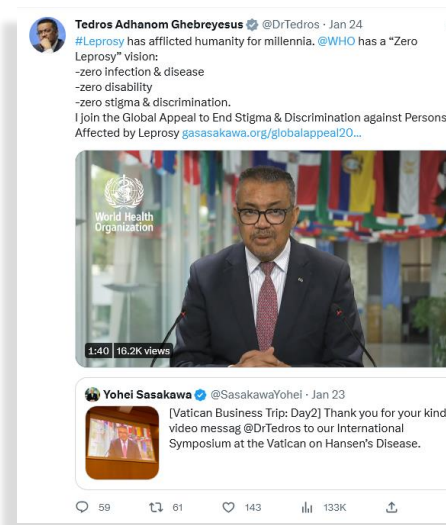 Tedros Adhanom Ghebreyesus @DrTedros · Jan 24
#Leprosy has afflicted humanity for millennia. @WHO has a “Zero
Leprosy” vision:
-zero infection & disease
-zero disability
-zero stigma & discrimination.
I join the Global Appeal to End Stigma & Discrimination against Persons
Affected by Leprosy gasasakawa.org/globalappeal20...
World Health
Organization
1:40 16.2K views
Yohei Sasakawa @SasakawaYohei · Jan 23
[Vatican Business Trip: Day2] Thank you for your kind
video messag @DrTedros to our International
Symposium at the Vatican on Hansen’s Disease.
59 61 143 133K